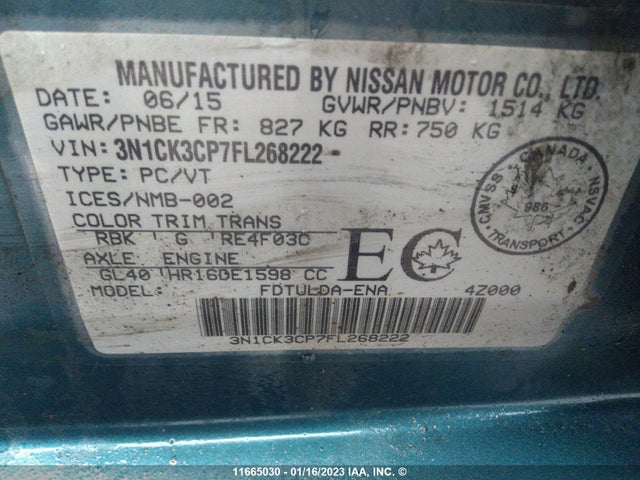 MANUFACTURED BY NISSAN MOTOR CO., LTD.
DATE: 06/15 GVWR/PNBV: 1514 KG
GAWR/PNBE FR: 827 KG RR: 750 KG
VIN: 3N1CK3CP7FL268222
TYPE: PC/VT
ICES/NMB-002
COLOR TRIM TRANS
RBK G RE4F03C
AXLE ENGINE
GL40 HR16DE1598 CC
MODEL: FDTULDA-ENA 4Z000
EC
CANADA
CMVSS NSVAC
986
TRANSPORT
3N1CK3CP7FL268222
11665030 - 01/16/2023 IAA, INC. ©